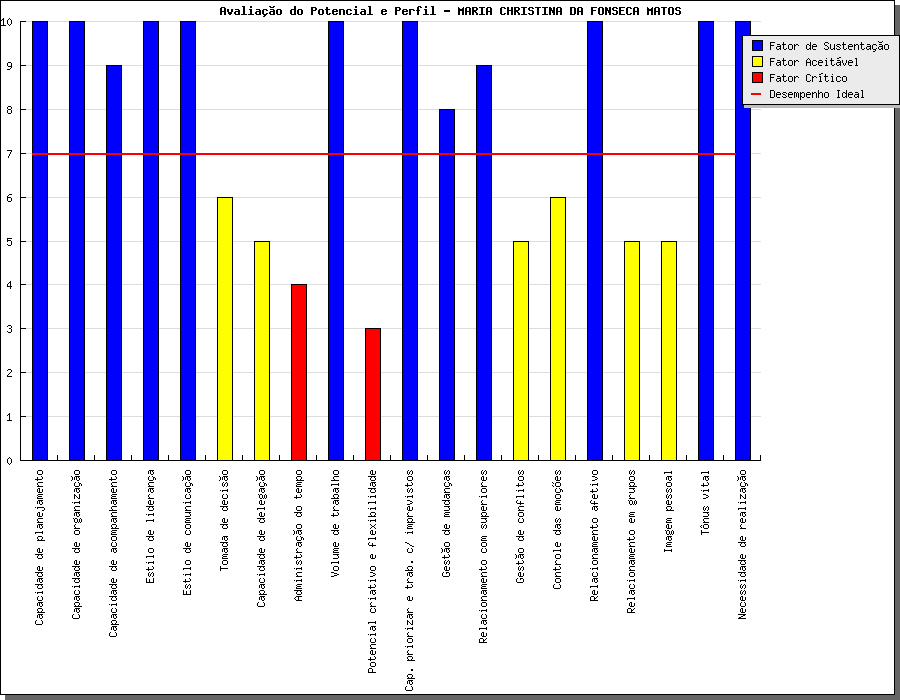 Avaliação do Potencial e Perfil - MARIA CHRISTINA DA FONSECA MATOS
Fator de Sustentação
Fator Aceitável
Fator Crítico
Desempenho Ideal
10
9
8
7
6
5
4
3
2
1
0
Capacidade de planejamento
Capacidade de organização
Capacidade de acompanhamento
Estilo de liderança
Estilo de comunicação
Tomada de decisão
Capacidade de delegação
Administração do tempo
Volume de trabalho
Potencial criativo e flexibilidade
Cap. priorizar e trab. c/ imprevistos
Gestão de mudanças
Relacionamento com superiores
Gestão de conflitos
Controle das emoções
Relacionamento afetivo
Relacionamento em grupos
Imagem pessoal
Tônus vital
Necessidade de realização